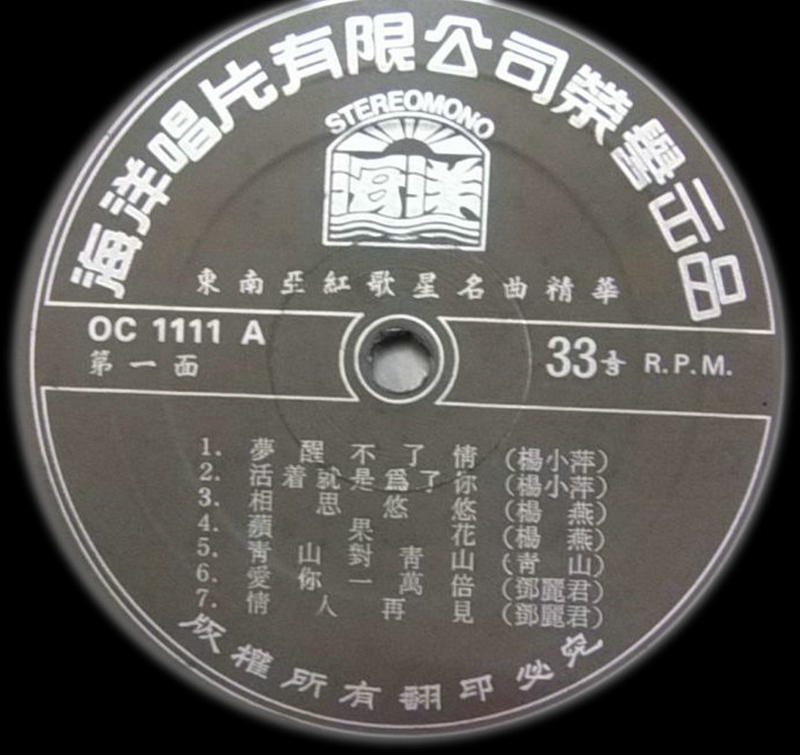 海洋唱片有限公司榮譽出品
STEREOMONO
海洋
東南亞紅歌星名曲精華
OC 1111 A
第一面
33⅓ R.P.M.
1. 夢醒不了情 (楊小萍)
2. 活着就是為了你 (楊小萍)
3. 相思悠悠 (楊燕)
4. 蘋果花 (楊燕)
5. 青山對青山 (青山)
6. 愛你一萬倍 (鄧麗君)
7. 情人再見 (鄧麗君)
版權所有翻印必究